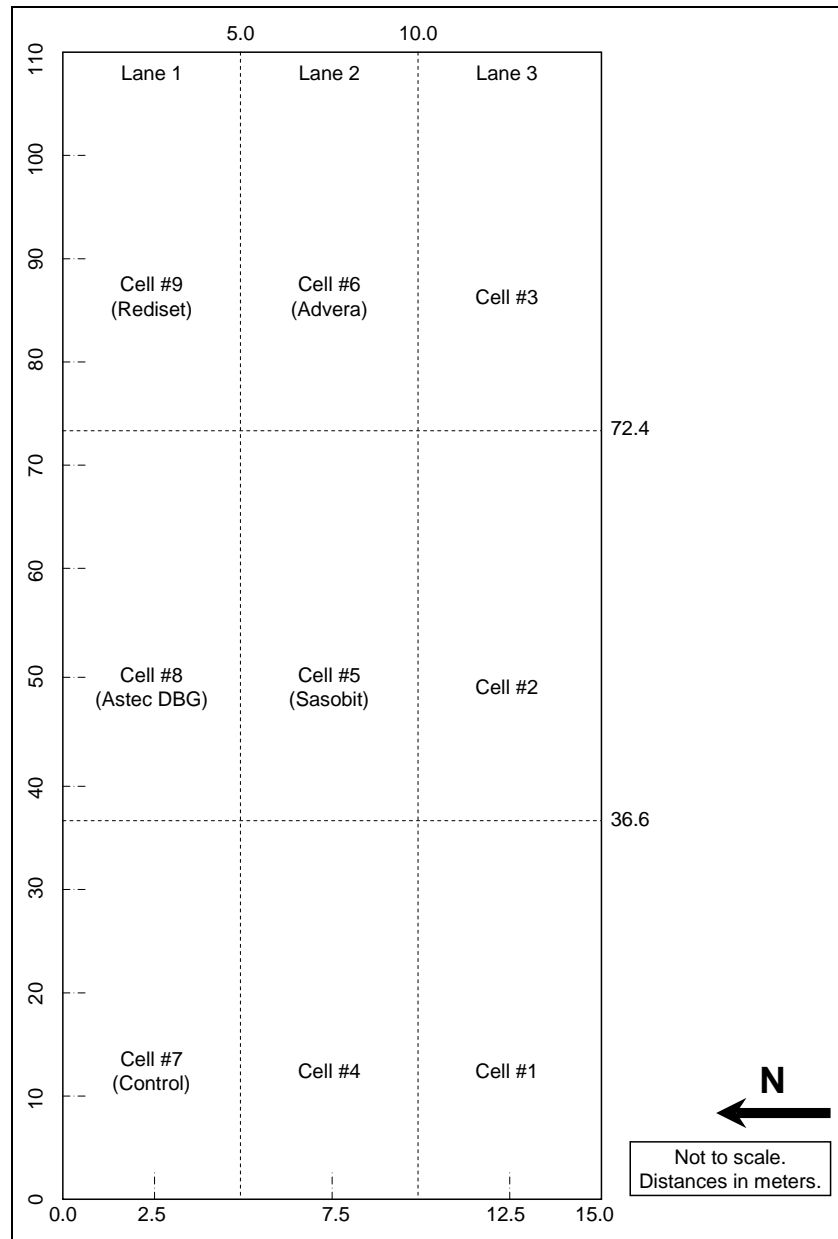 5.0 10.0
110
Lane 1 Lane 2 Lane 3
100
90
Cell #9 Cell #6 Cell #3
(Rediset) (Advera)
80
72.4
70
60
Cell #8 Cell #5 Cell #2
(Astec DBG) (Sasobit)
50
40
36.6
30
20
Cell #7 Cell #4 Cell #1
(Control)
10
N
Not to scale.
Distances in meters.
0
0.0 2.5 7.5 12.5 15.0